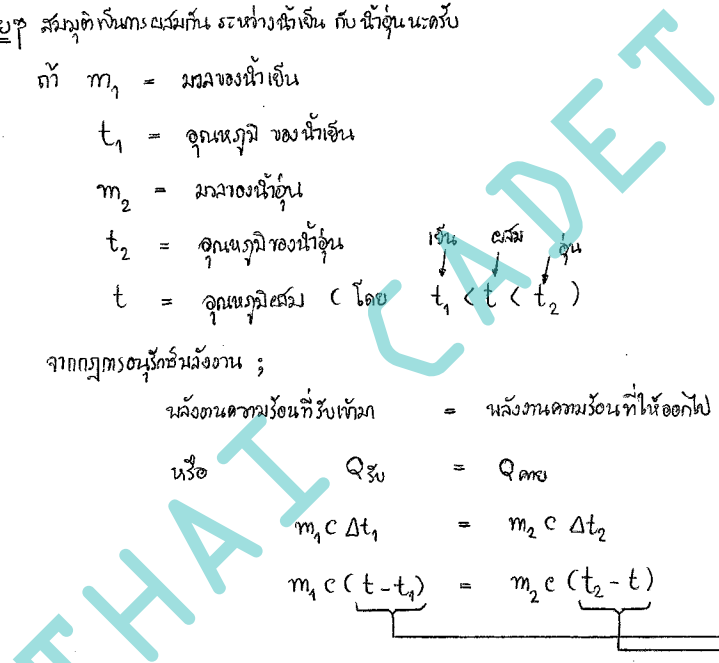 สมมุติเป็นการผสมกัน ระหว่างน้ำเย็น กับ น้ำอุ่นนะครับ
ถ้า m₁ = มวลของน้ำเย็น
t₁ = อุณหภูมิ ของน้ำเย็น
m₂ = มวลของน้ำอุ่น
t₂ = อุณหภูมิของน้ำอุ่น
เย็น ผสม อุ่น
t = อุณหภูมิผสม ( โดย t₁ < t < t₂ )
จากกฎการอนุรักษ์พลังงาน ;
พลังงานความร้อนที่รับเข้ามา = พลังงานความร้อนที่ให้ออกไป
หรือ Qรับ = Qคาย
m₁ c Δt₁ = m₂ c Δt₂
m₁ c ( t - t₁ ) = m₂ c ( t₂ - t )
THAI CADET